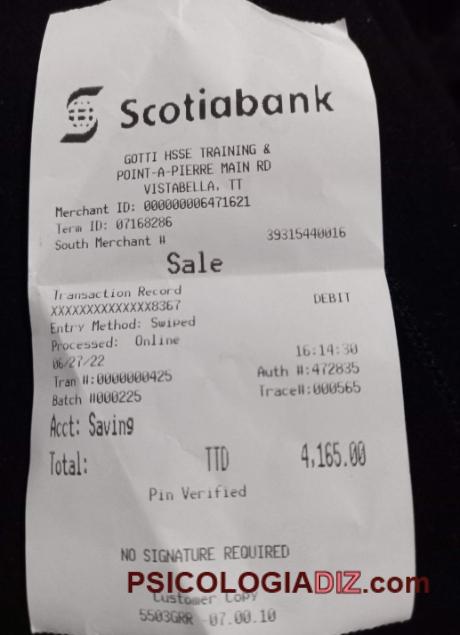 Scotiabank
GOTTI HSSE TRAINING &
POINT-A-PIERRE MAIN RD
VISTABELLA, TT
Merchant ID: 000000006471621
Term ID: 07168286
South Merchant # 39315440016
Sale
Transaction Record
XXXXXXXXXXXXXX8367 DEBIT
Entry Method: Swiped
Processed: Online
06/27/22 16:14:30
Tran #:0000000425 Auth #:472835
Batch #000225 Trace#:000565
Acct: Saving
Total: TTD 4,165.00
Pin Verified
NO SIGNATURE REQUIRED
PSICOLOGIADIZ.com
Customer Copy
5503GRR -07.00.10